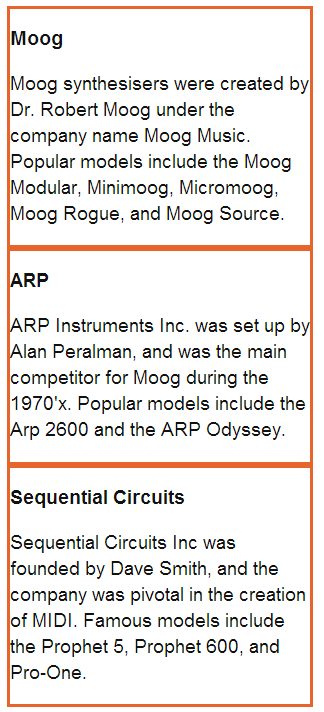 Moog
Moog synthesisers were created by
Dr. Robert Moog under the
company name Moog Music.
Popular models include the Moog
Modular, Minimoog, Micromoog,
Moog Rogue, and Moog Source.
ARP
ARP Instruments Inc. was set up by
Alan Peralman, and was the main
competitor for Moog during the
1970'x. Popular models include the
Arp 2600 and the ARP Odyssey.
Sequential Circuits
Sequential Circuits Inc was
founded by Dave Smith, and the
company was pivotal in the creation
of MIDI. Famous models include
the Prophet 5, Prophet 600, and
Pro-One.